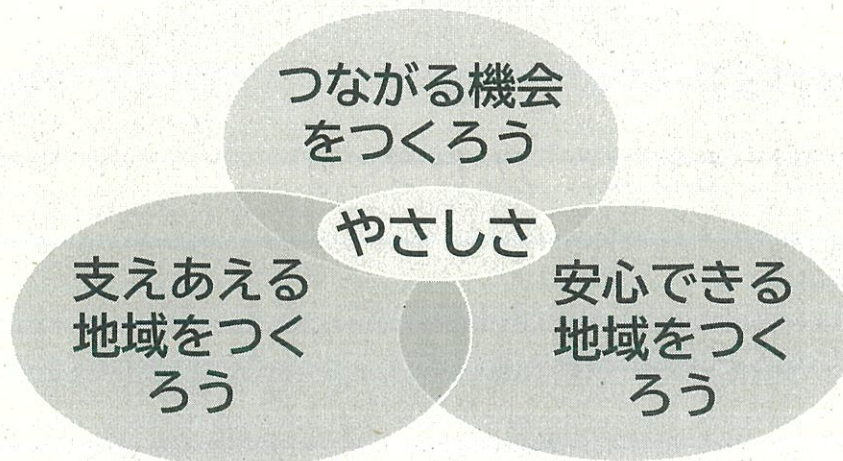 つながる機会
をつくろう
やさしさ
支えあえる
地域をつく
ろう
安心できる
地域をつく
ろう